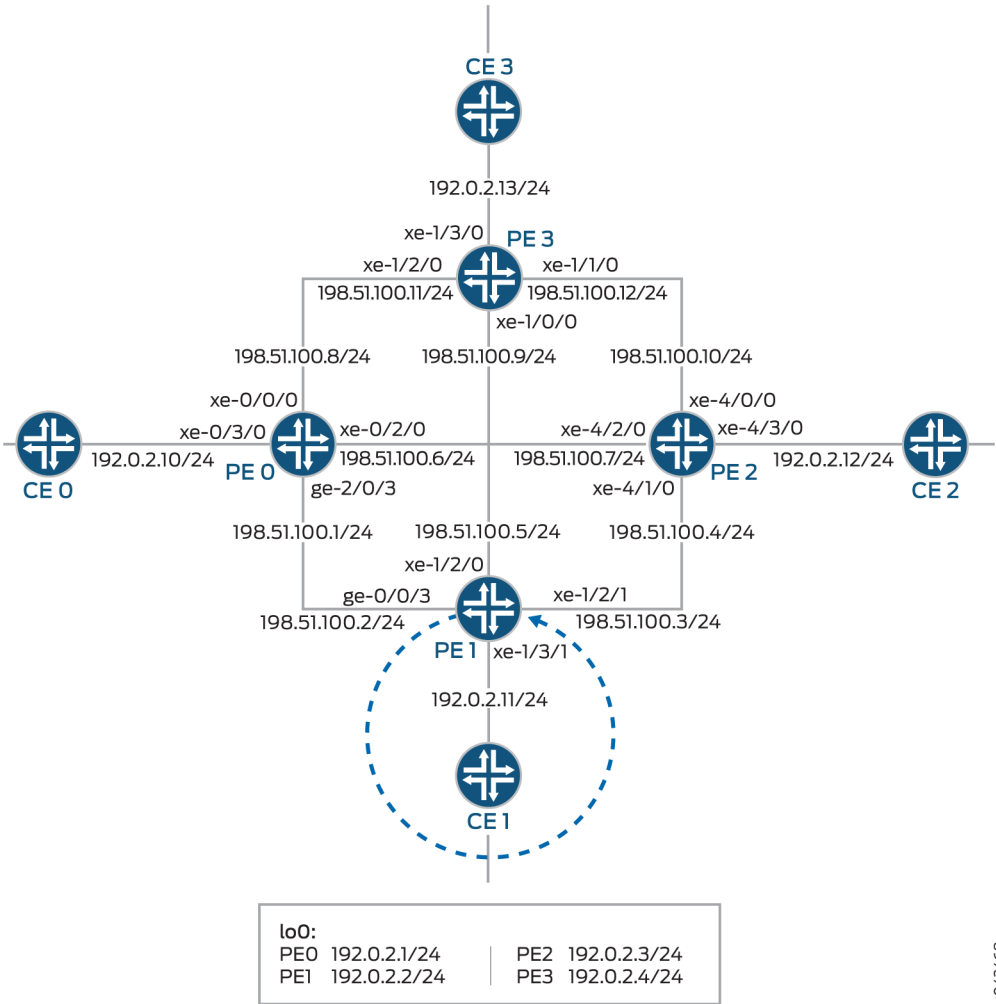 CE 3
192.0.2.13/24
xe-1/3/0
PE 3
xe-1/2/0
xe-1/1/0
198.51.100.11/24
198.51.100.12/24
xe-1/0/0
198.51.100.8/24
198.51.100.9/24
198.51.100.10/24
xe-0/0/0
xe-4/0/0
xe-0/3/0
xe-0/2/0
xe-4/2/0
xe-4/3/0
192.0.2.10/24
198.51.100.6/24
198.51.100.7/24
192.0.2.12/24
CE 0
PE 0
PE 2
CE 2
ge-2/0/3
xe-4/1/0
198.51.100.1/24
198.51.100.5/24
198.51.100.4/24
xe-1/2/0
ge-0/0/3
xe-1/2/1
198.51.100.2/24
198.51.100.3/24
PE 1
xe-1/3/1
192.0.2.11/24
CE 1
lo0:
PE0 192.0.2.1/24
PE2 192.0.2.3/24
PE1 192.0.2.2/24
PE3 192.0.2.4/24